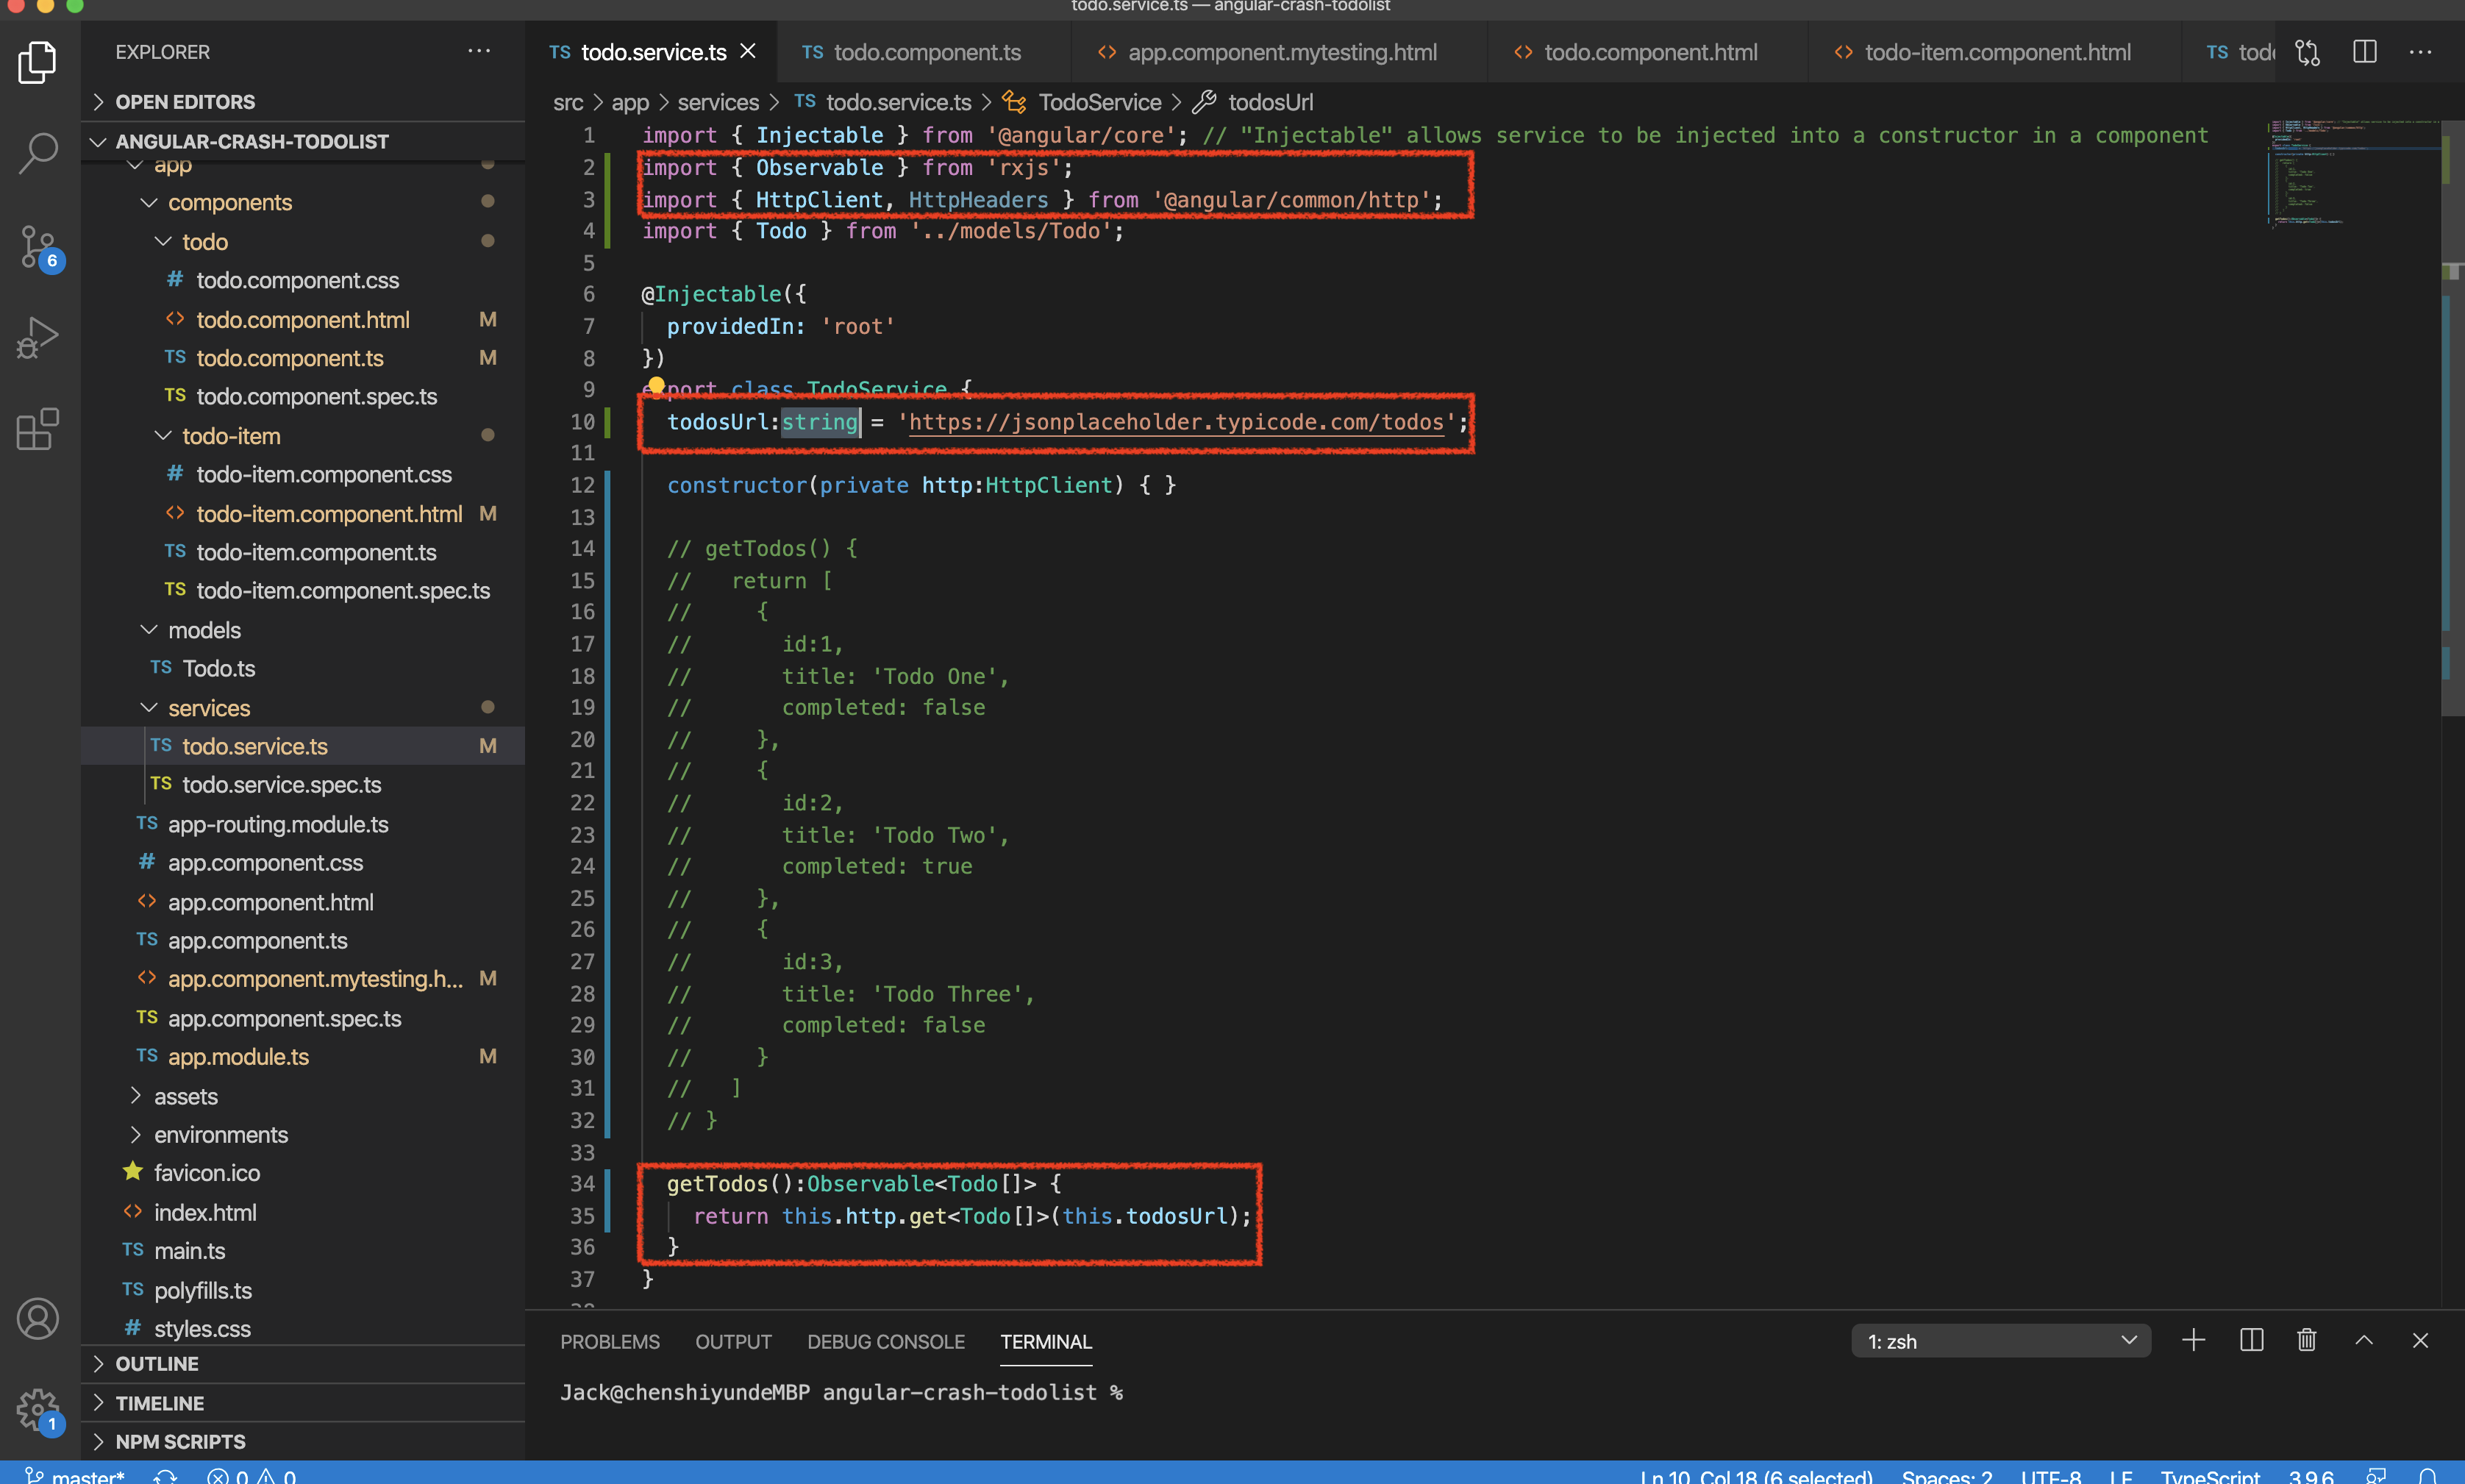 todo.service.ts — angular-crash-todolist
EXPLORER
OPEN EDITORS
ANGULAR-CRASH-TODOLIST
app
components
todo
# todo.component.css
<> todo.component.html M
TS todo.component.ts M
TS todo.component.spec.ts
todo-item
# todo-item.component.css
<> todo-item.component.html M
TS todo-item.component.ts
TS todo-item.component.spec.ts
models
TS Todo.ts
services
TS todo.service.ts M
TS todo.service.spec.ts
TS app-routing.module.ts
# app.component.css
<> app.component.html
TS app.component.ts
<> app.component.mytesting.h... M
TS app.component.spec.ts
TS app.module.ts M
assets
environments
favicon.ico
<> index.html
TS main.ts
TS polyfills.ts
# styles.css
OUTLINE
TIMELINE
NPM SCRIPTS
6
1
TS todo.service.ts
TS todo.component.ts
<> app.component.mytesting.html
<> todo.component.html
<> todo-item.component.html
TS tod
src > app > services > TS todo.service.ts > TodoService > todosUrl
1 import { Injectable } from '@angular/core'; // "Injectable" allows service to be injected into a constructor in a component
2 import { Observable } from 'rxjs';
3 import { HttpClient, HttpHeaders } from '@angular/common/http';
4 import { Todo } from '../models/Todo';
5
6 @Injectable({
7 providedIn: 'root'
8 })
9 export class TodoService {
10 todosUrl:string = 'https://jsonplaceholder.typicode.com/todos';
11
12 constructor(private http:HttpClient) { }
13
14 // getTodos() {
15 // return [
16 // {
17 // id:1,
18 // title: 'Todo One',
19 // completed: false
20 // },
21 // {
22 // id:2,
23 // title: 'Todo Two',
24 // completed: true
25 // },
26 // {
27 // id:3,
28 // title: 'Todo Three',
29 // completed: false
30 // }
31 // ]
32 // }
33
34 getTodos():Observable<Todo[]> {
35 return this.http.get<Todo[]>(this.todosUrl);
36 }
37 }
PROBLEMS OUTPUT DEBUG CONSOLE TERMINAL
1: zsh
Jack@chenshiyundeMBP angular-crash-todolist %
master* 0 0 Ln 10, Col 18 (6 selected) Spaces: 2 UTF-8 LF TypeScript 3.9.6